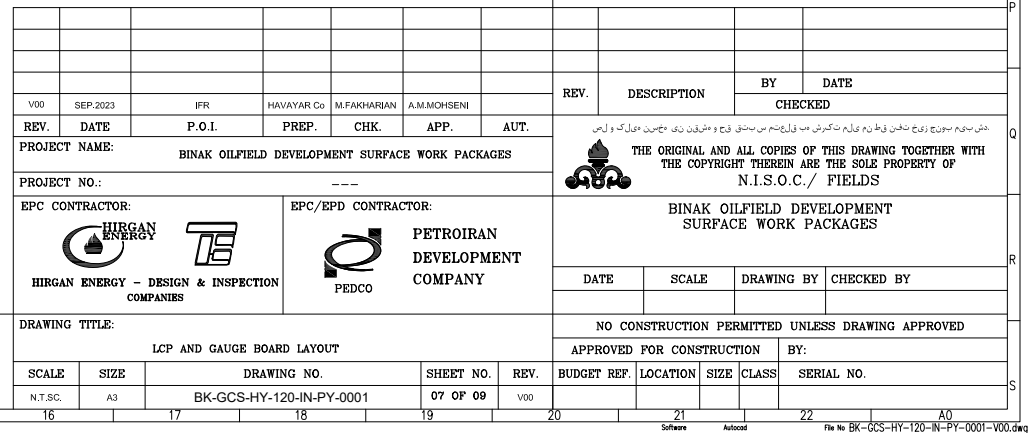 P
V00 SEP.2023 IFR HAVAYAR Co M.FAKHARIAN A.M.MOHSENI
REV. DATE P.O.I. PREP. CHK. APP. AUT.
REV. DESCRIPTION BY DATE
CHECKED
PROJECT NAME:
BINAK OILFIELD DEVELOPMENT SURFACE WORK PACKAGES
PROJECT NO.: ---
Q
THE ORIGINAL AND ALL COPIES OF THIS DRAWING TOGETHER WITH
THE COPYRIGHT THEREIN ARE THE SOLE PROPERTY OF
N.I.S.O.C./ FIELDS
EPC CONTRACTOR:
HIRGAN
ENERGY
HIRGAN ENERGY - DESIGN & INSPECTION
COMPANIES
EPC/EPD CONTRACTOR:
PEDCO
PETROIRAN
DEVELOPMENT
COMPANY
BINAK OILFIELD DEVELOPMENT
SURFACE WORK PACKAGES
R
DATE SCALE DRAWING BY CHECKED BY
DRAWING TITLE:
LCP AND GAUGE BOARD LAYOUT
NO CONSTRUCTION PERMITTED UNLESS DRAWING APPROVED
APPROVED FOR CONSTRUCTION BY:
SCALE SIZE DRAWING NO. SHEET NO. REV.
N.T.SC. A3 BK-GCS-HY-120-IN-PY-0001 07 OF 09 V00
BUDGET REF. LOCATION SIZE CLASS SERIAL NO.
S
16 17 18 19 20 21 22 A0
Software Autocad File No BK-GCS-HY-120-IN-PY-0001-V00.dwg